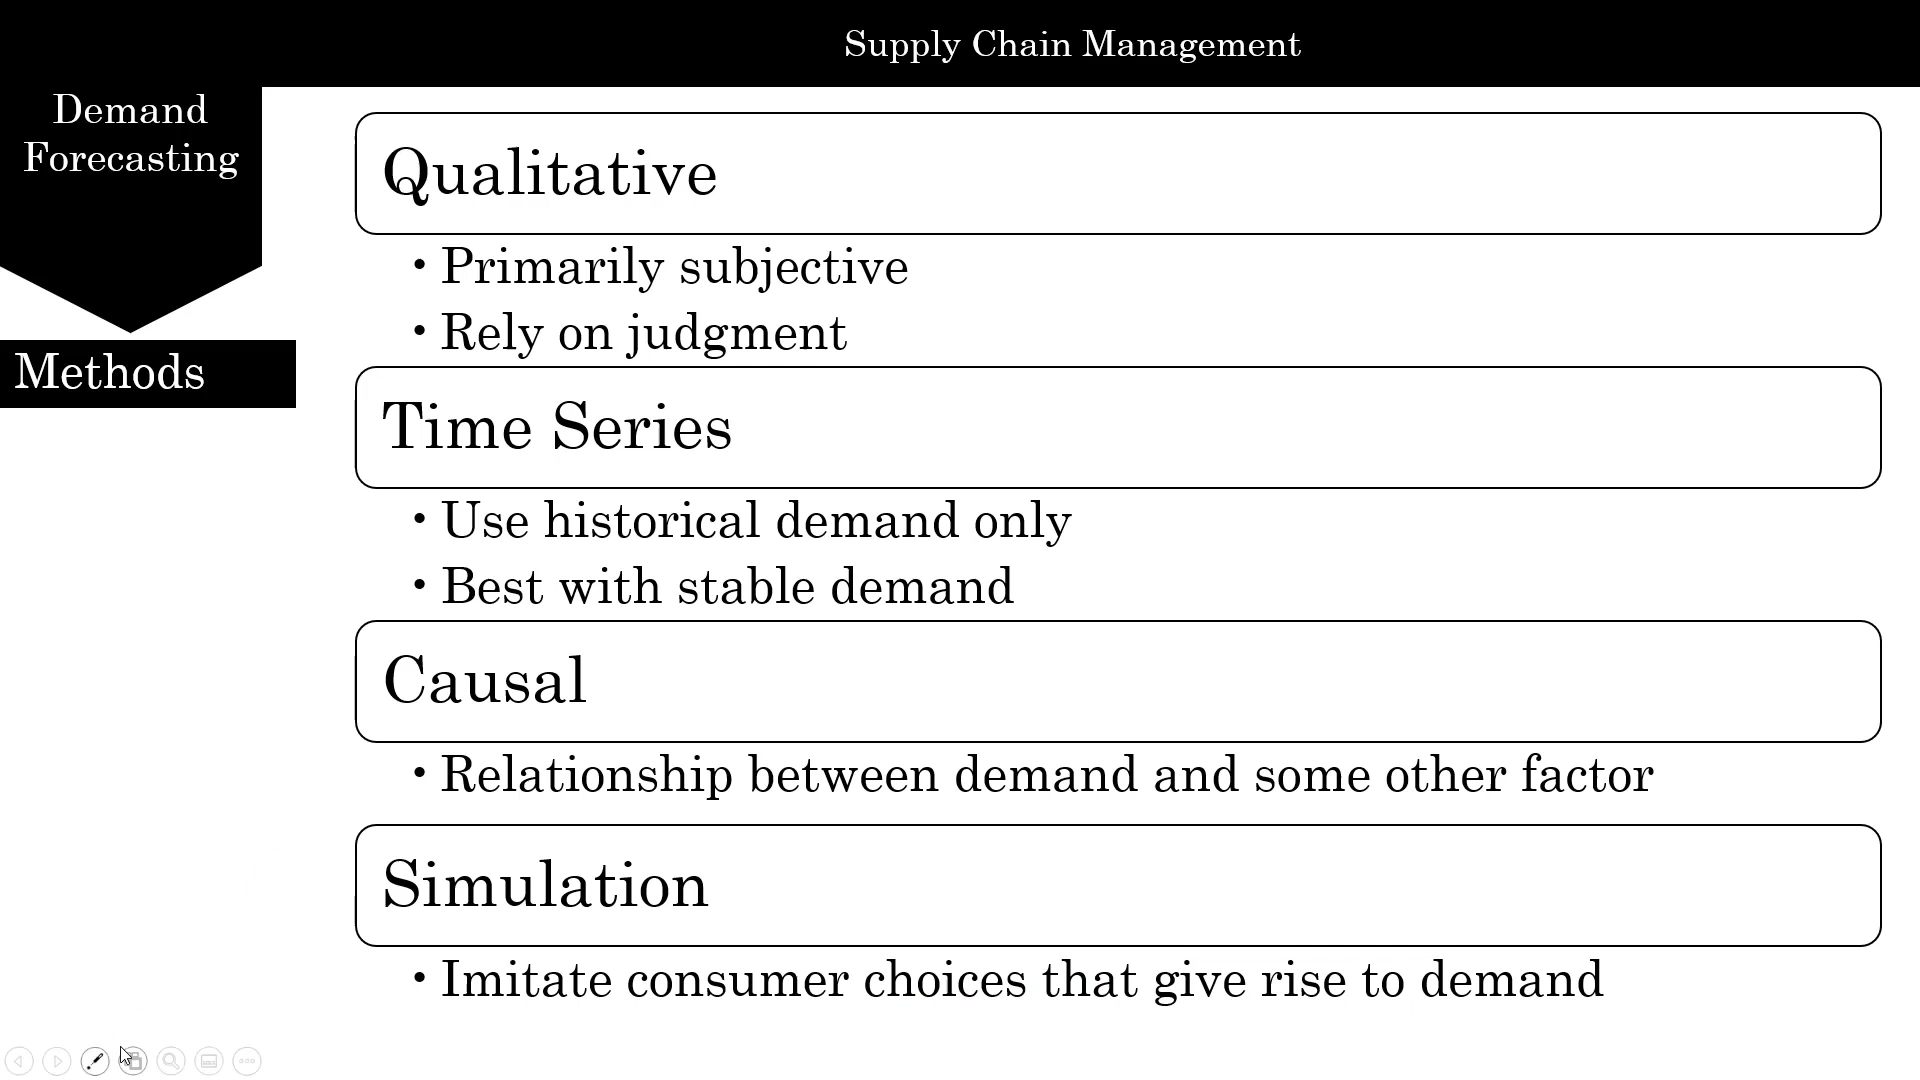 Supply Chain Management
Demand
Forecasting
Methods
Qualitative
• Primarily subjective
• Rely on judgment
Time Series
• Use historical demand only
• Best with stable demand
Causal
• Relationship between demand and some other factor
Simulation
• Imitate consumer choices that give rise to demand